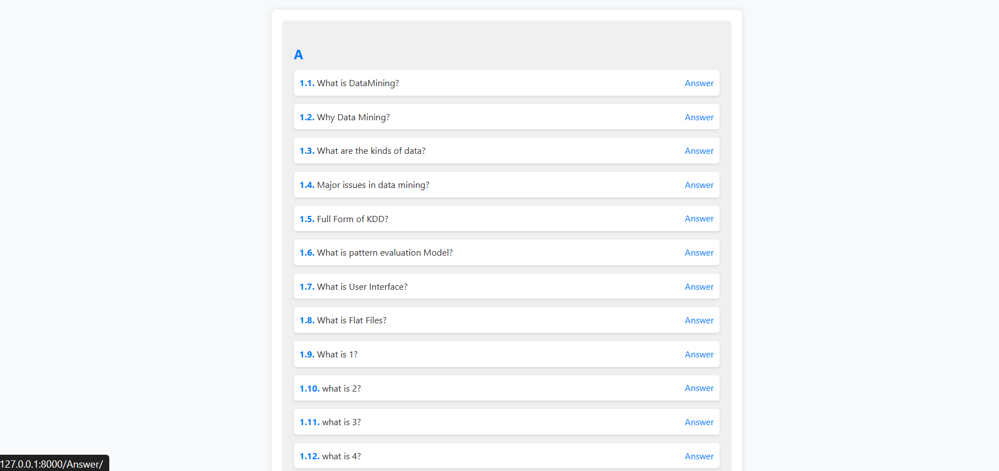 A
1.1. What is DataMining? Answer
1.2. Why Data Mining? Answer
1.3. What are the kinds of data? Answer
1.4. Major issues in data mining? Answer
1.5. Full Form of KDD? Answer
1.6. What is pattern evaluation Model? Answer
1.7. What is User Interface? Answer
1.8. What is Flat Files? Answer
1.9. What is 1? Answer
1.10. what is 2? Answer
1.11. what is 3? Answer
1.12. what is 4? Answer
127.0.0.1:8000/Answer/